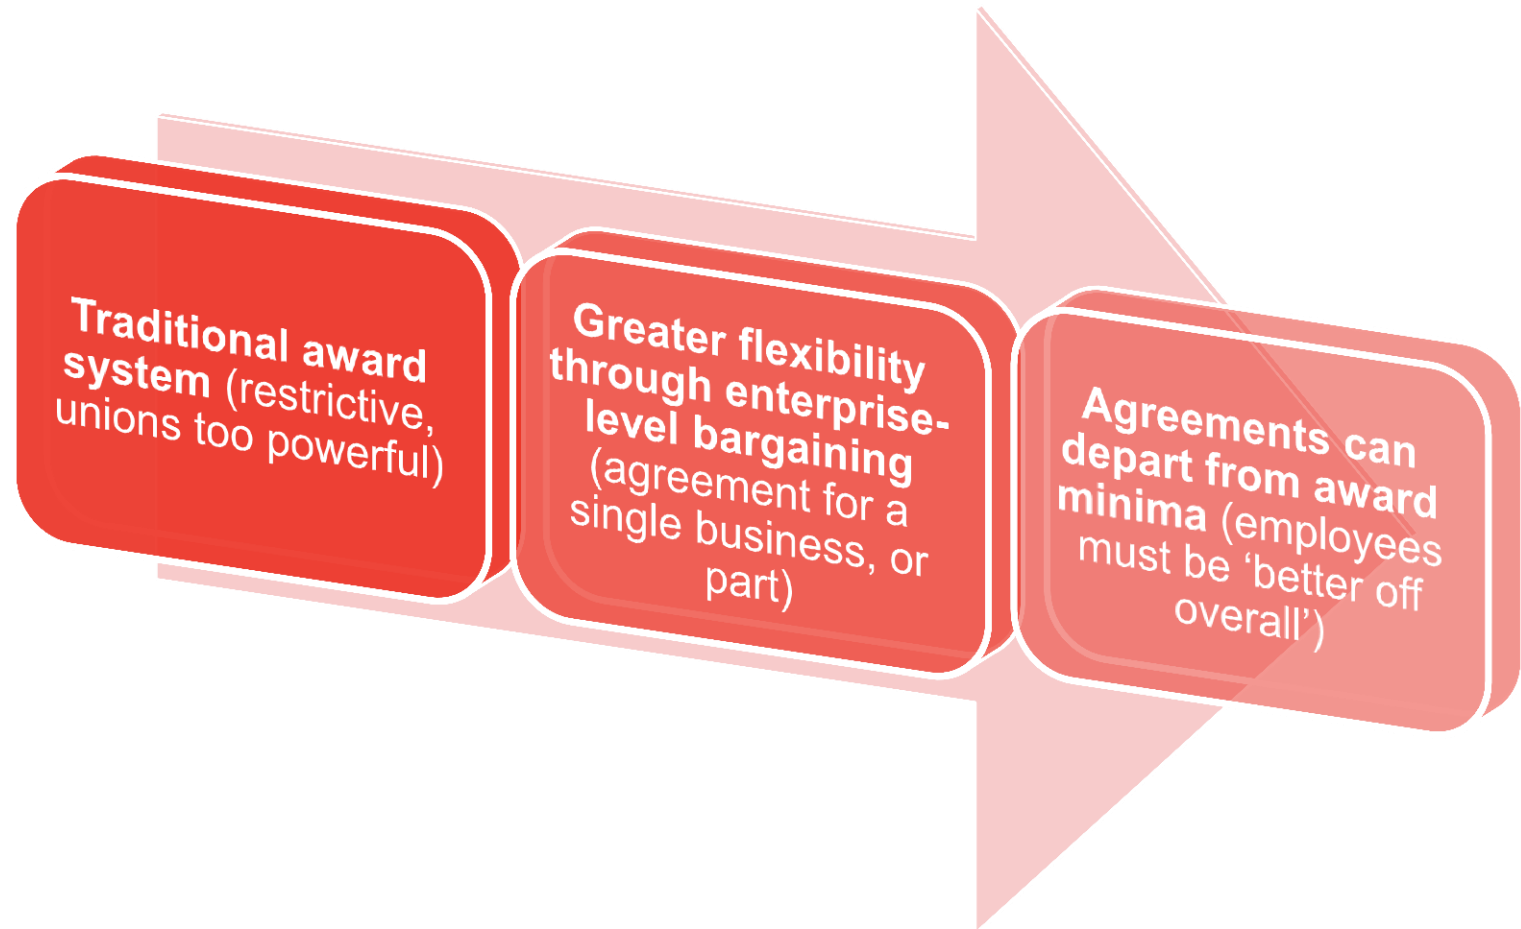 Traditional award
system (restrictive,
unions too powerful)
Greater flexibility
through enterprise-
level bargaining
(agreement for a
single business, or
part)
Agreements can
depart from award
minima (employees
must be ‘better off
overall’)